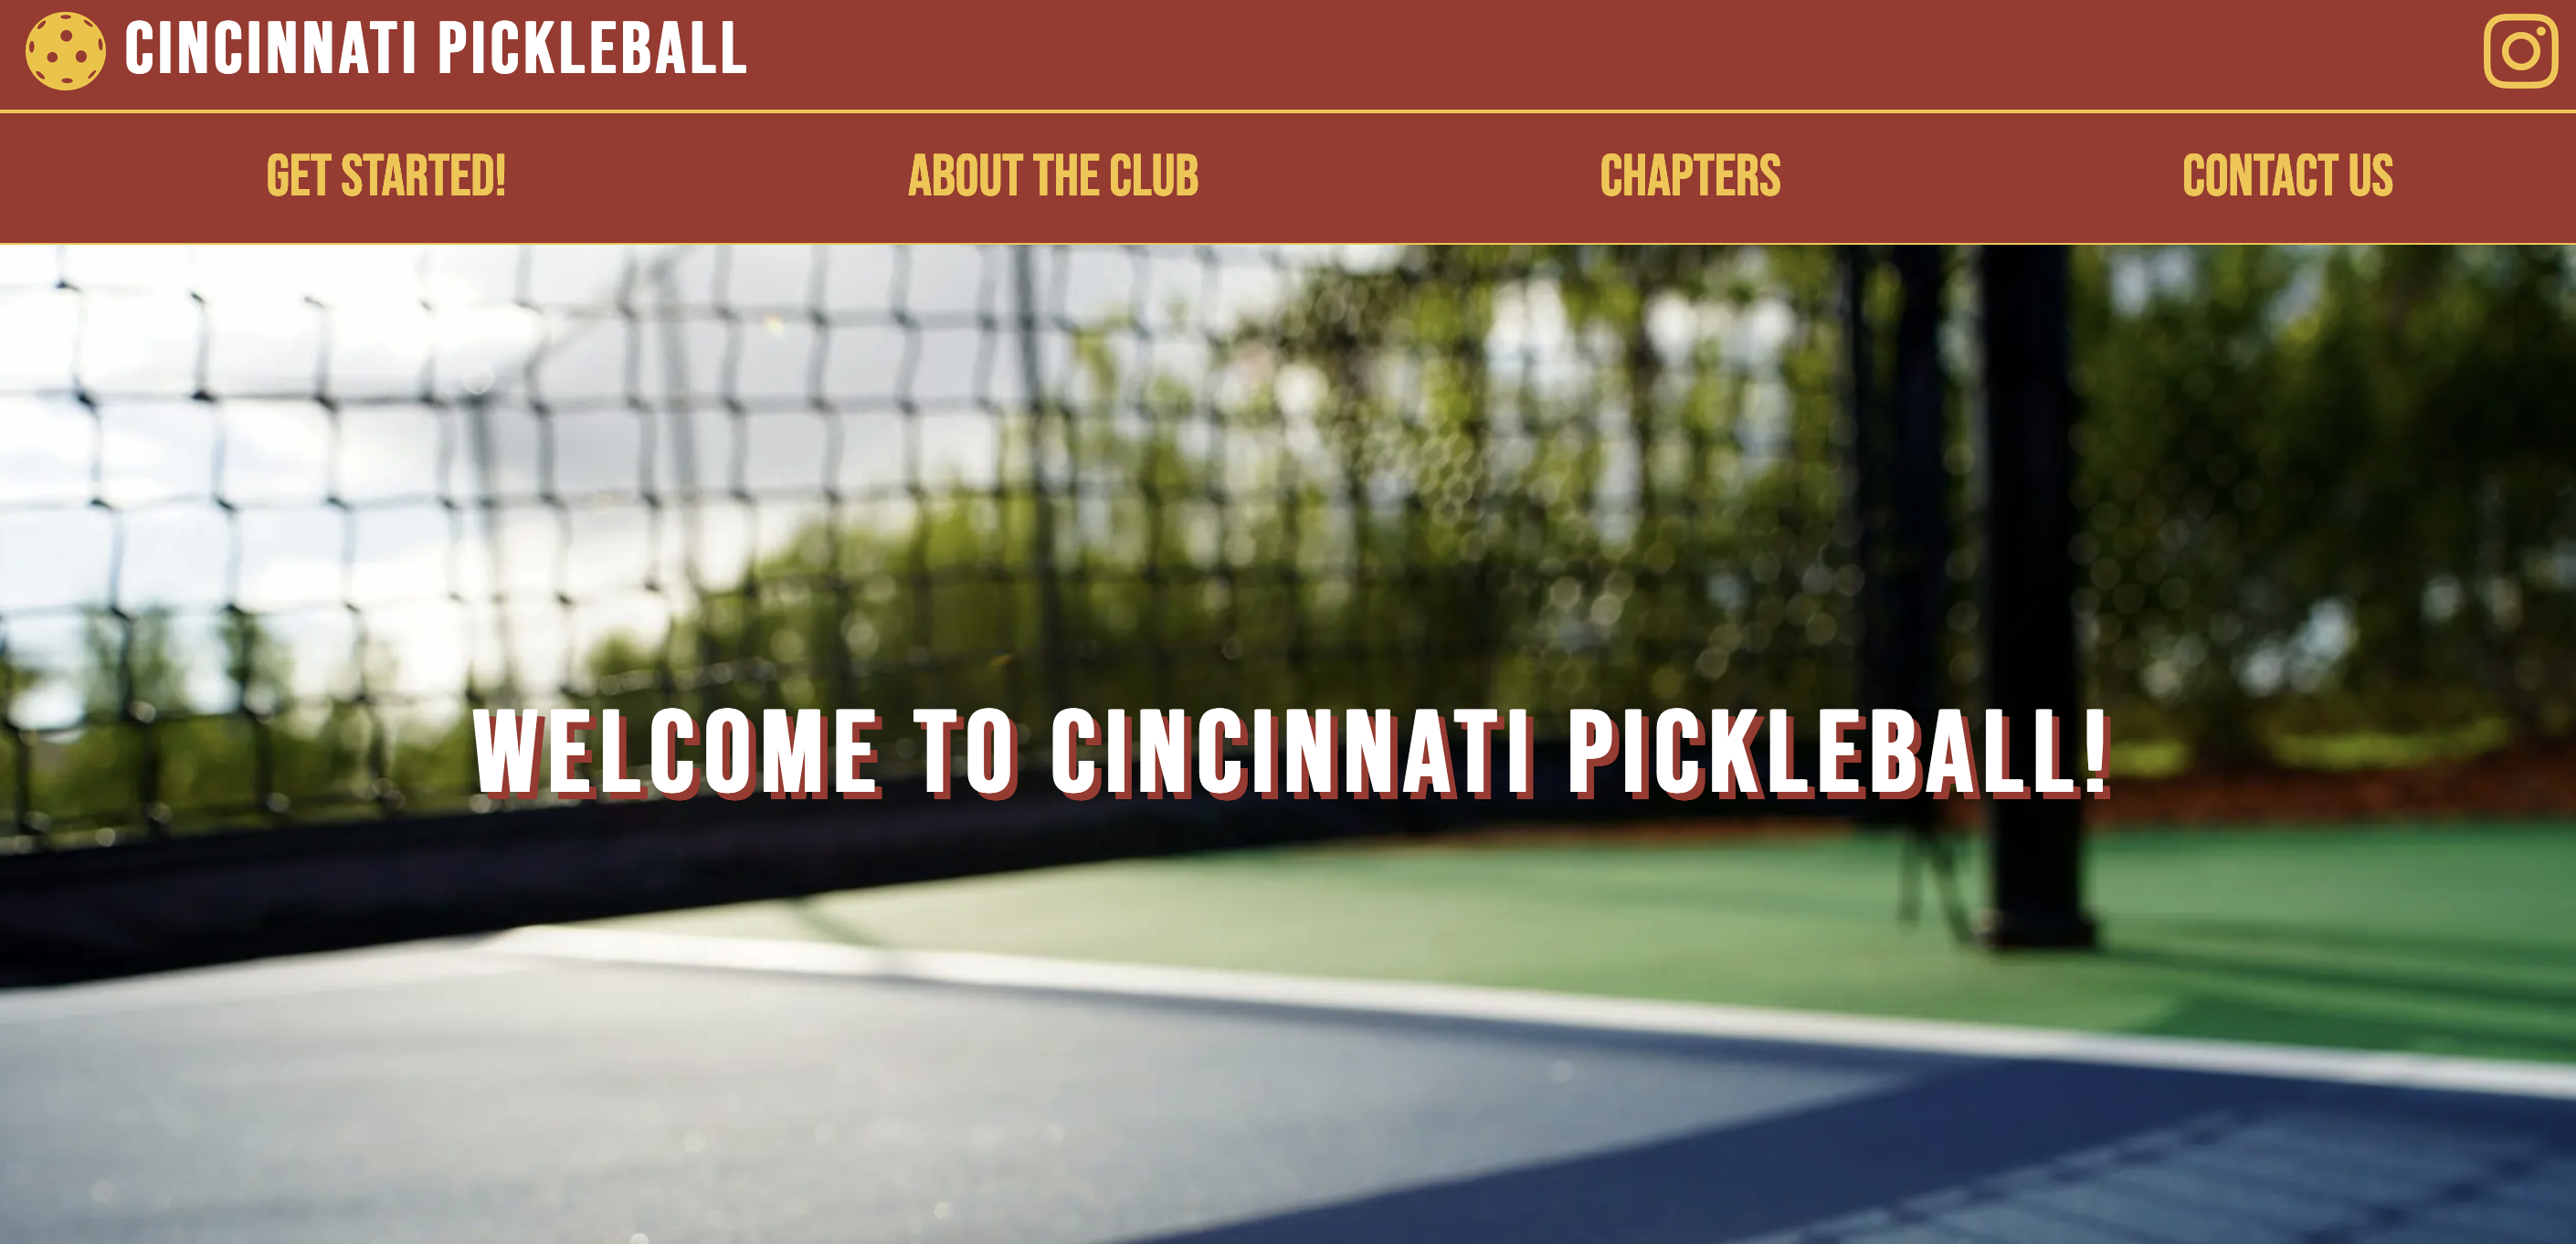 CINCINNATI PICKLEBALL
GET STARTED! ABOUT THE CLUB CHAPTERS CONTACT US
WELCOME TO CINCINNATI PICKLEBALL!